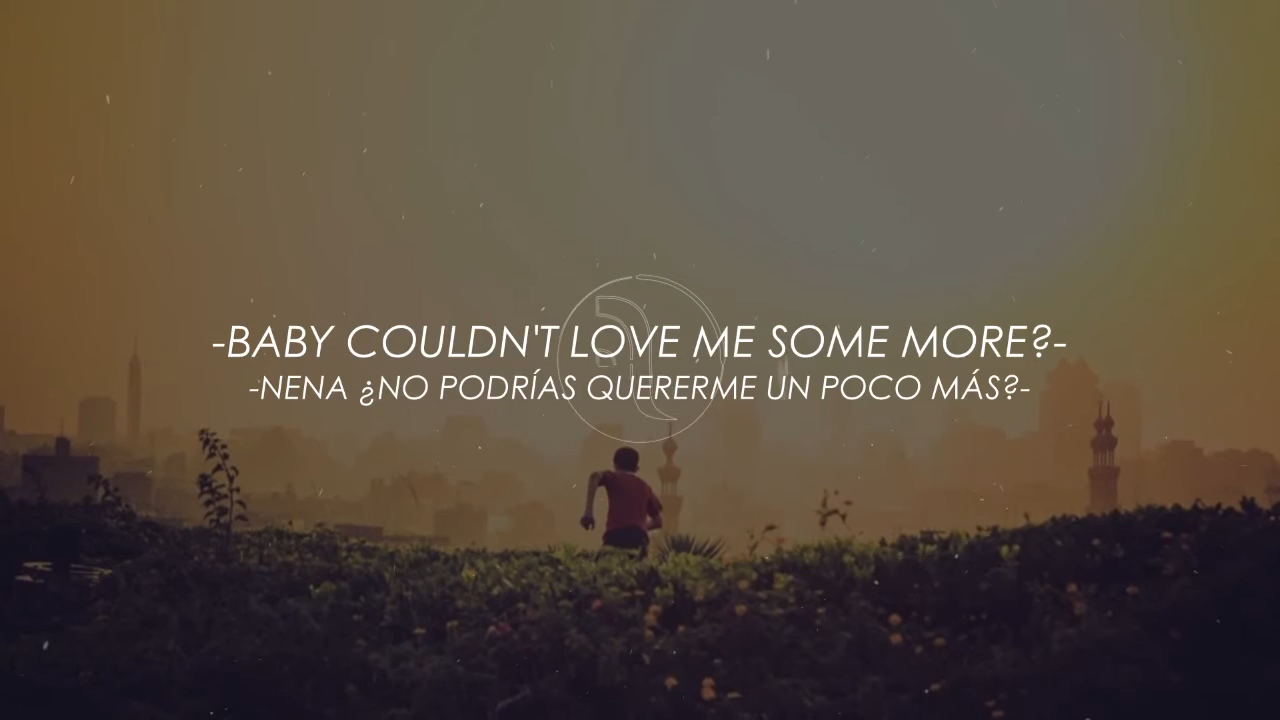 -BABY COULDN'T LOVE ME SOME MORE?-
-NENA ¿NO PODRÍAS QUERERME UN POCO MÁS?-